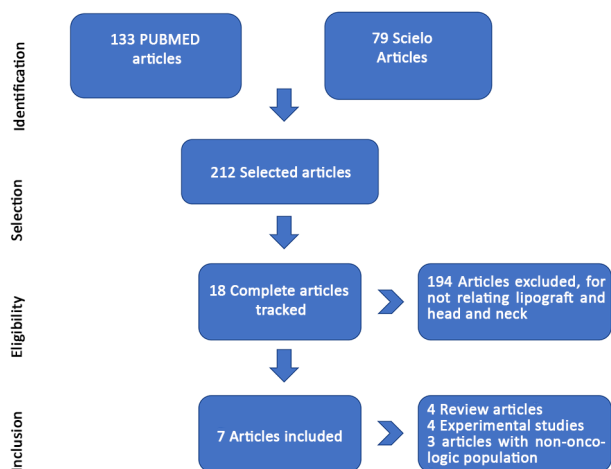 Identification
133 PUBMED
articles
79 Scielo
Articles
Selection
212 Selected articles
Eligibility
18 Complete articles
tracked
194 Articles excluded, for
not relating lipograft and
head and neck
Inclusion
7 Articles included
4 Review articles
4 Experimental studies
3 articles with non-onco-
logic population